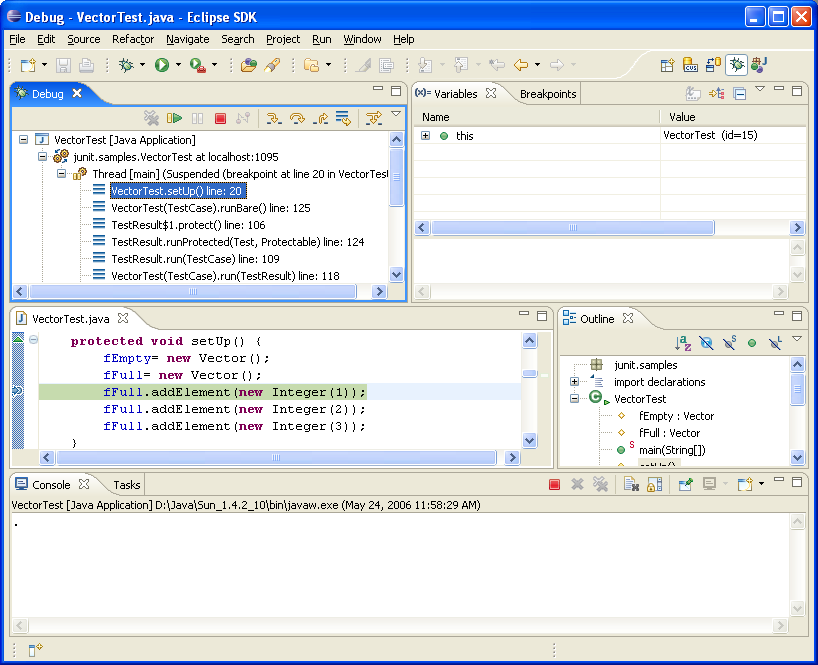 Debug - VectorTest.java - Eclipse SDK
File Edit Source Refactor Navigate Search Project Run Window Help
Debug
VectorTest [Java Application]
junit.samples.VectorTest at localhost:1095
Thread [main] (Suspended (breakpoint at line 20 in VectorTest
VectorTest.setUp() line: 20
VectorTest(TestCase).runBare() line: 125
TestResult$1.protect() line: 106
TestResult.runProtected(Test, Protectable) line: 124
TestResult.run(TestCase) line: 109
VectorTest(TestCase).run(TestResult) line: 118
(x)= Variables Breakpoints
Name Value
this VectorTest (id=15)
VectorTest.java
protected void setUp() {
fEmpty= new Vector();
fFull= new Vector();
fFull.addElement(new Integer(1));
fFull.addElement(new Integer(2));
fFull.addElement(new Integer(3));
}
Outline
junit.samples
import declarations
VectorTest
fEmpty : Vector
fFull : Vector
main(String[])
setUp()
Console Tasks
VectorTest [Java Application] D:\Java\Sun_1.4.2_10\bin\javaw.exe (May 24, 2006 11:58:29 AM)
.